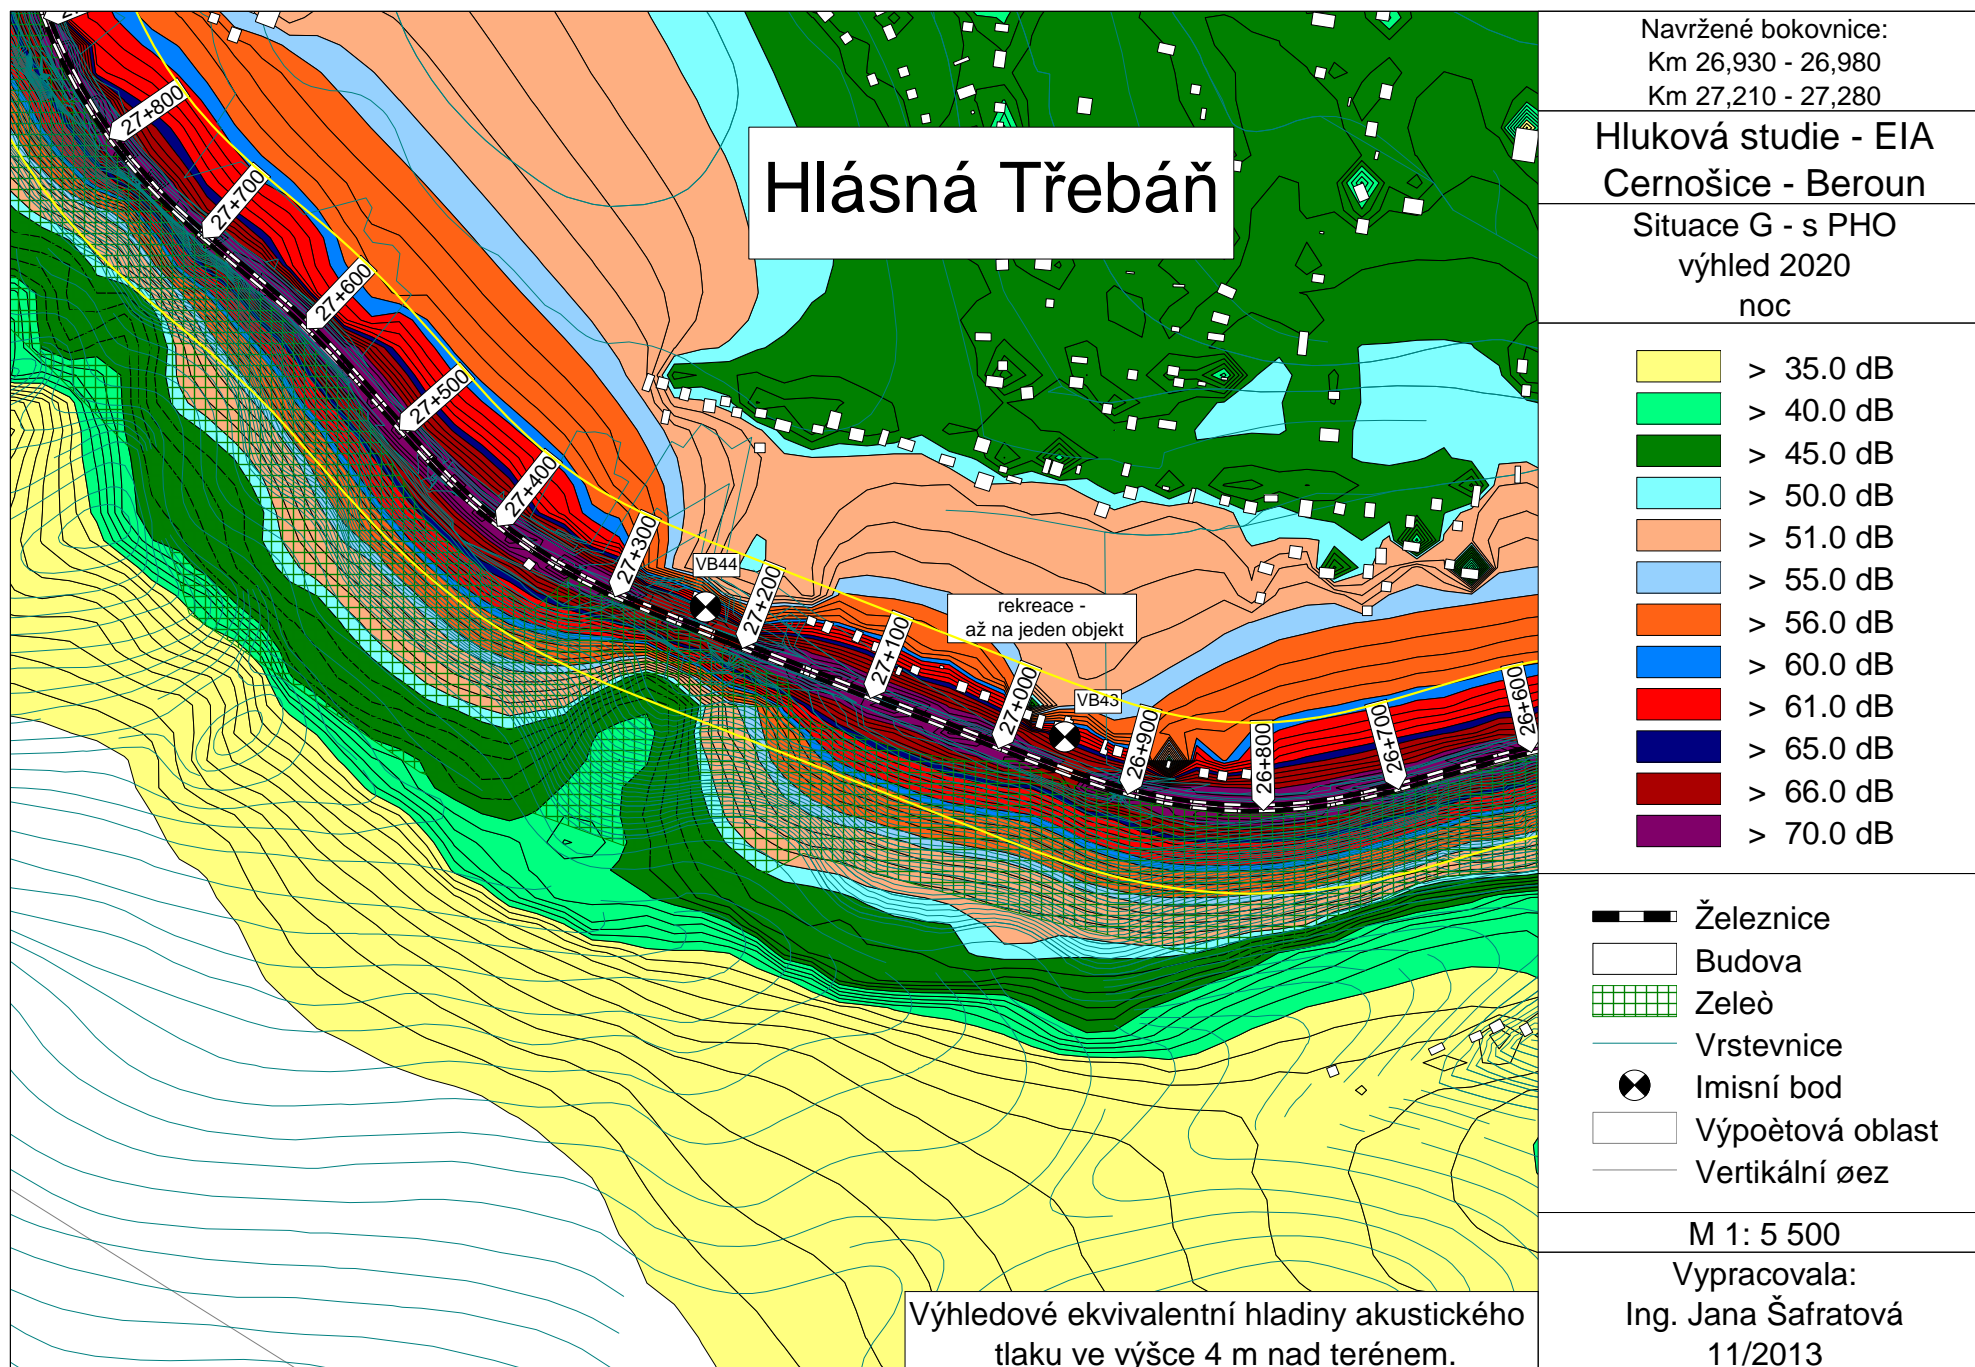 Navržené bokovnice:
Km 26,930 - 26,980
Km 27,210 - 27,280
Hluková studie - EIA
Cernošice - Beroun
Situace G - s PHO
výhled 2020
noc
> 35.0 dB
> 40.0 dB
> 45.0 dB
> 50.0 dB
> 51.0 dB
> 55.0 dB
> 56.0 dB
> 60.0 dB
> 61.0 dB
> 65.0 dB
> 66.0 dB
> 70.0 dB
Železnice
Budova
Zeleò
Vrstevnice
Imisní bod
Výpoètová oblast
Vertikální øez
M 1: 5 500
Vypracovala:
Ing. Jana Šafratová
11/2013
Hlásná Třebáň
27+800
27+700
27+600
27+500
27+400
27+300
VB44
27+200
27+100
rekreace -
až na jeden objekt
27+000
VB43
26+900
26+800
26+700
26+600
Výhledové ekvivalentní hladiny akustického
tlaku ve výšce 4 m nad terénem.